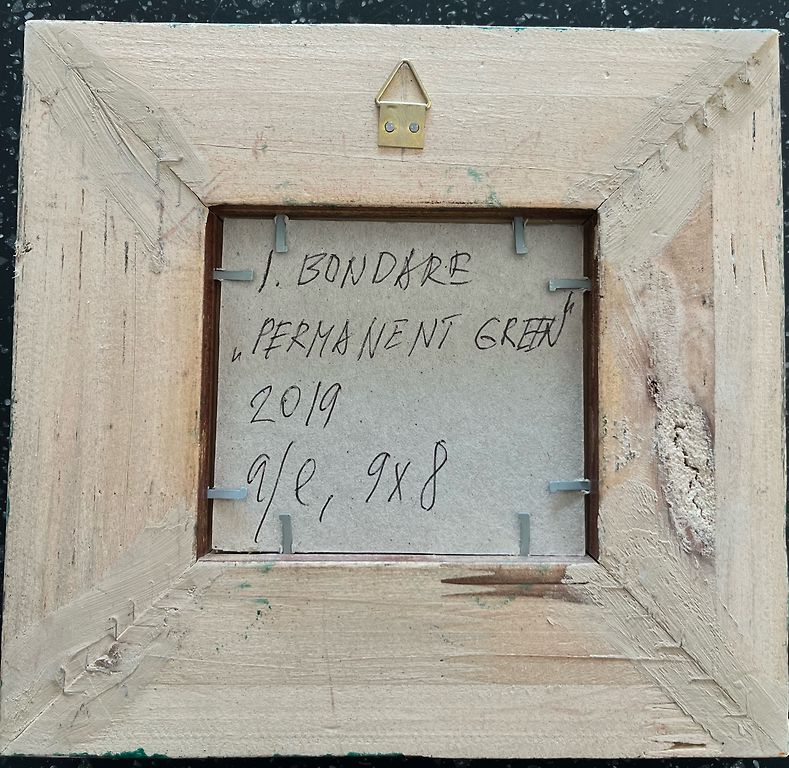 I. BONDARE
„PERMANENT GREEN"
2019
a/e, 9x8